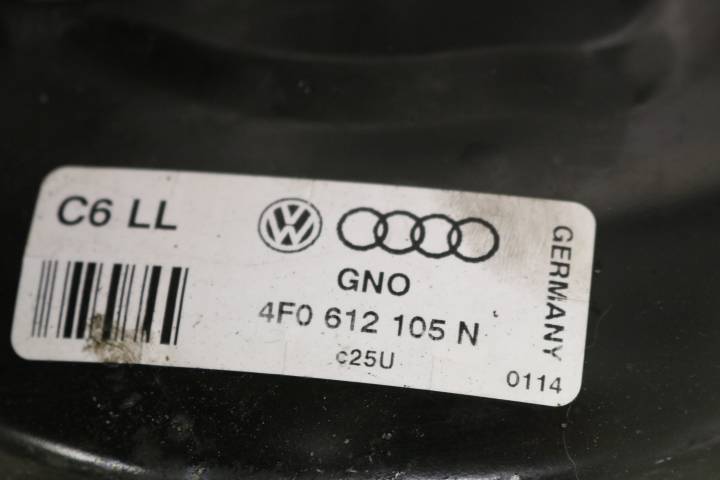 C6 LL
GNO
4F0 612 105 N
c25U
GERMANY
0114